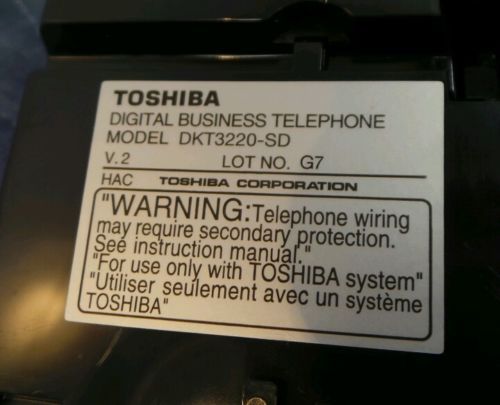 TOSHIBA
DIGITAL BUSINESS TELEPHONE
MODEL DKT3220-SD
V.2 LOT NO. G7
HAC TOSHIBA CORPORATION
"WARNING:Telephone wiring
may require secondary protection.
See instruction manual."
"For use only with TOSHIBA system"
"Utiliser seulement avec un système
TOSHIBA"